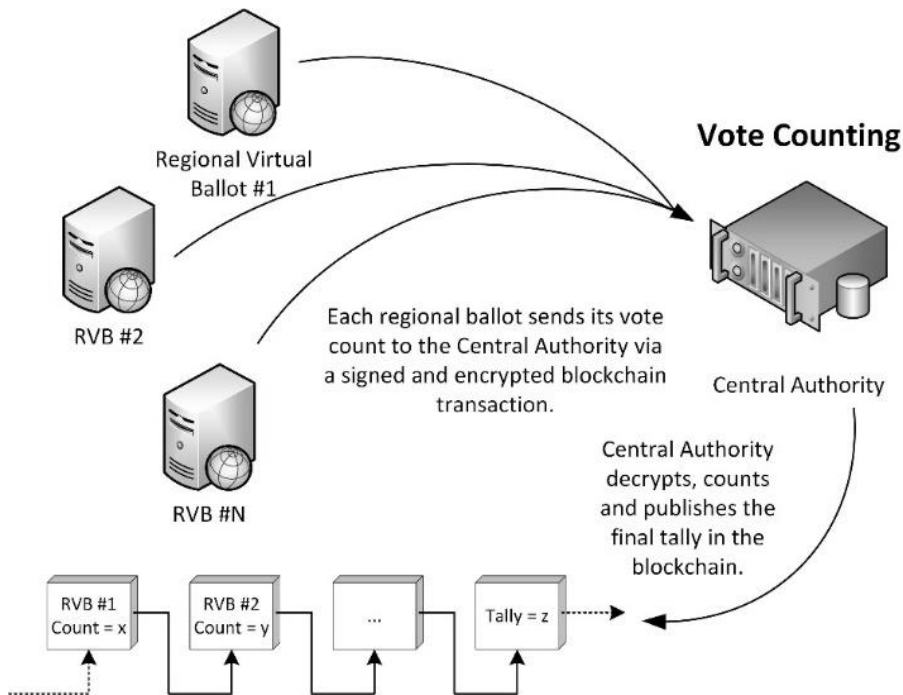 Regional Virtual
Ballot #1
Vote Counting
RVB #2
Each regional ballot sends its vote
count to the Central Authority via
a signed and encrypted blockchain
transaction.
Central Authority
RVB #N
Central Authority
decrypts, counts
and publishes the
final tally in the
blockchain.
RVB #1
Count = x
RVB #2
Count = y
...
Tally = z